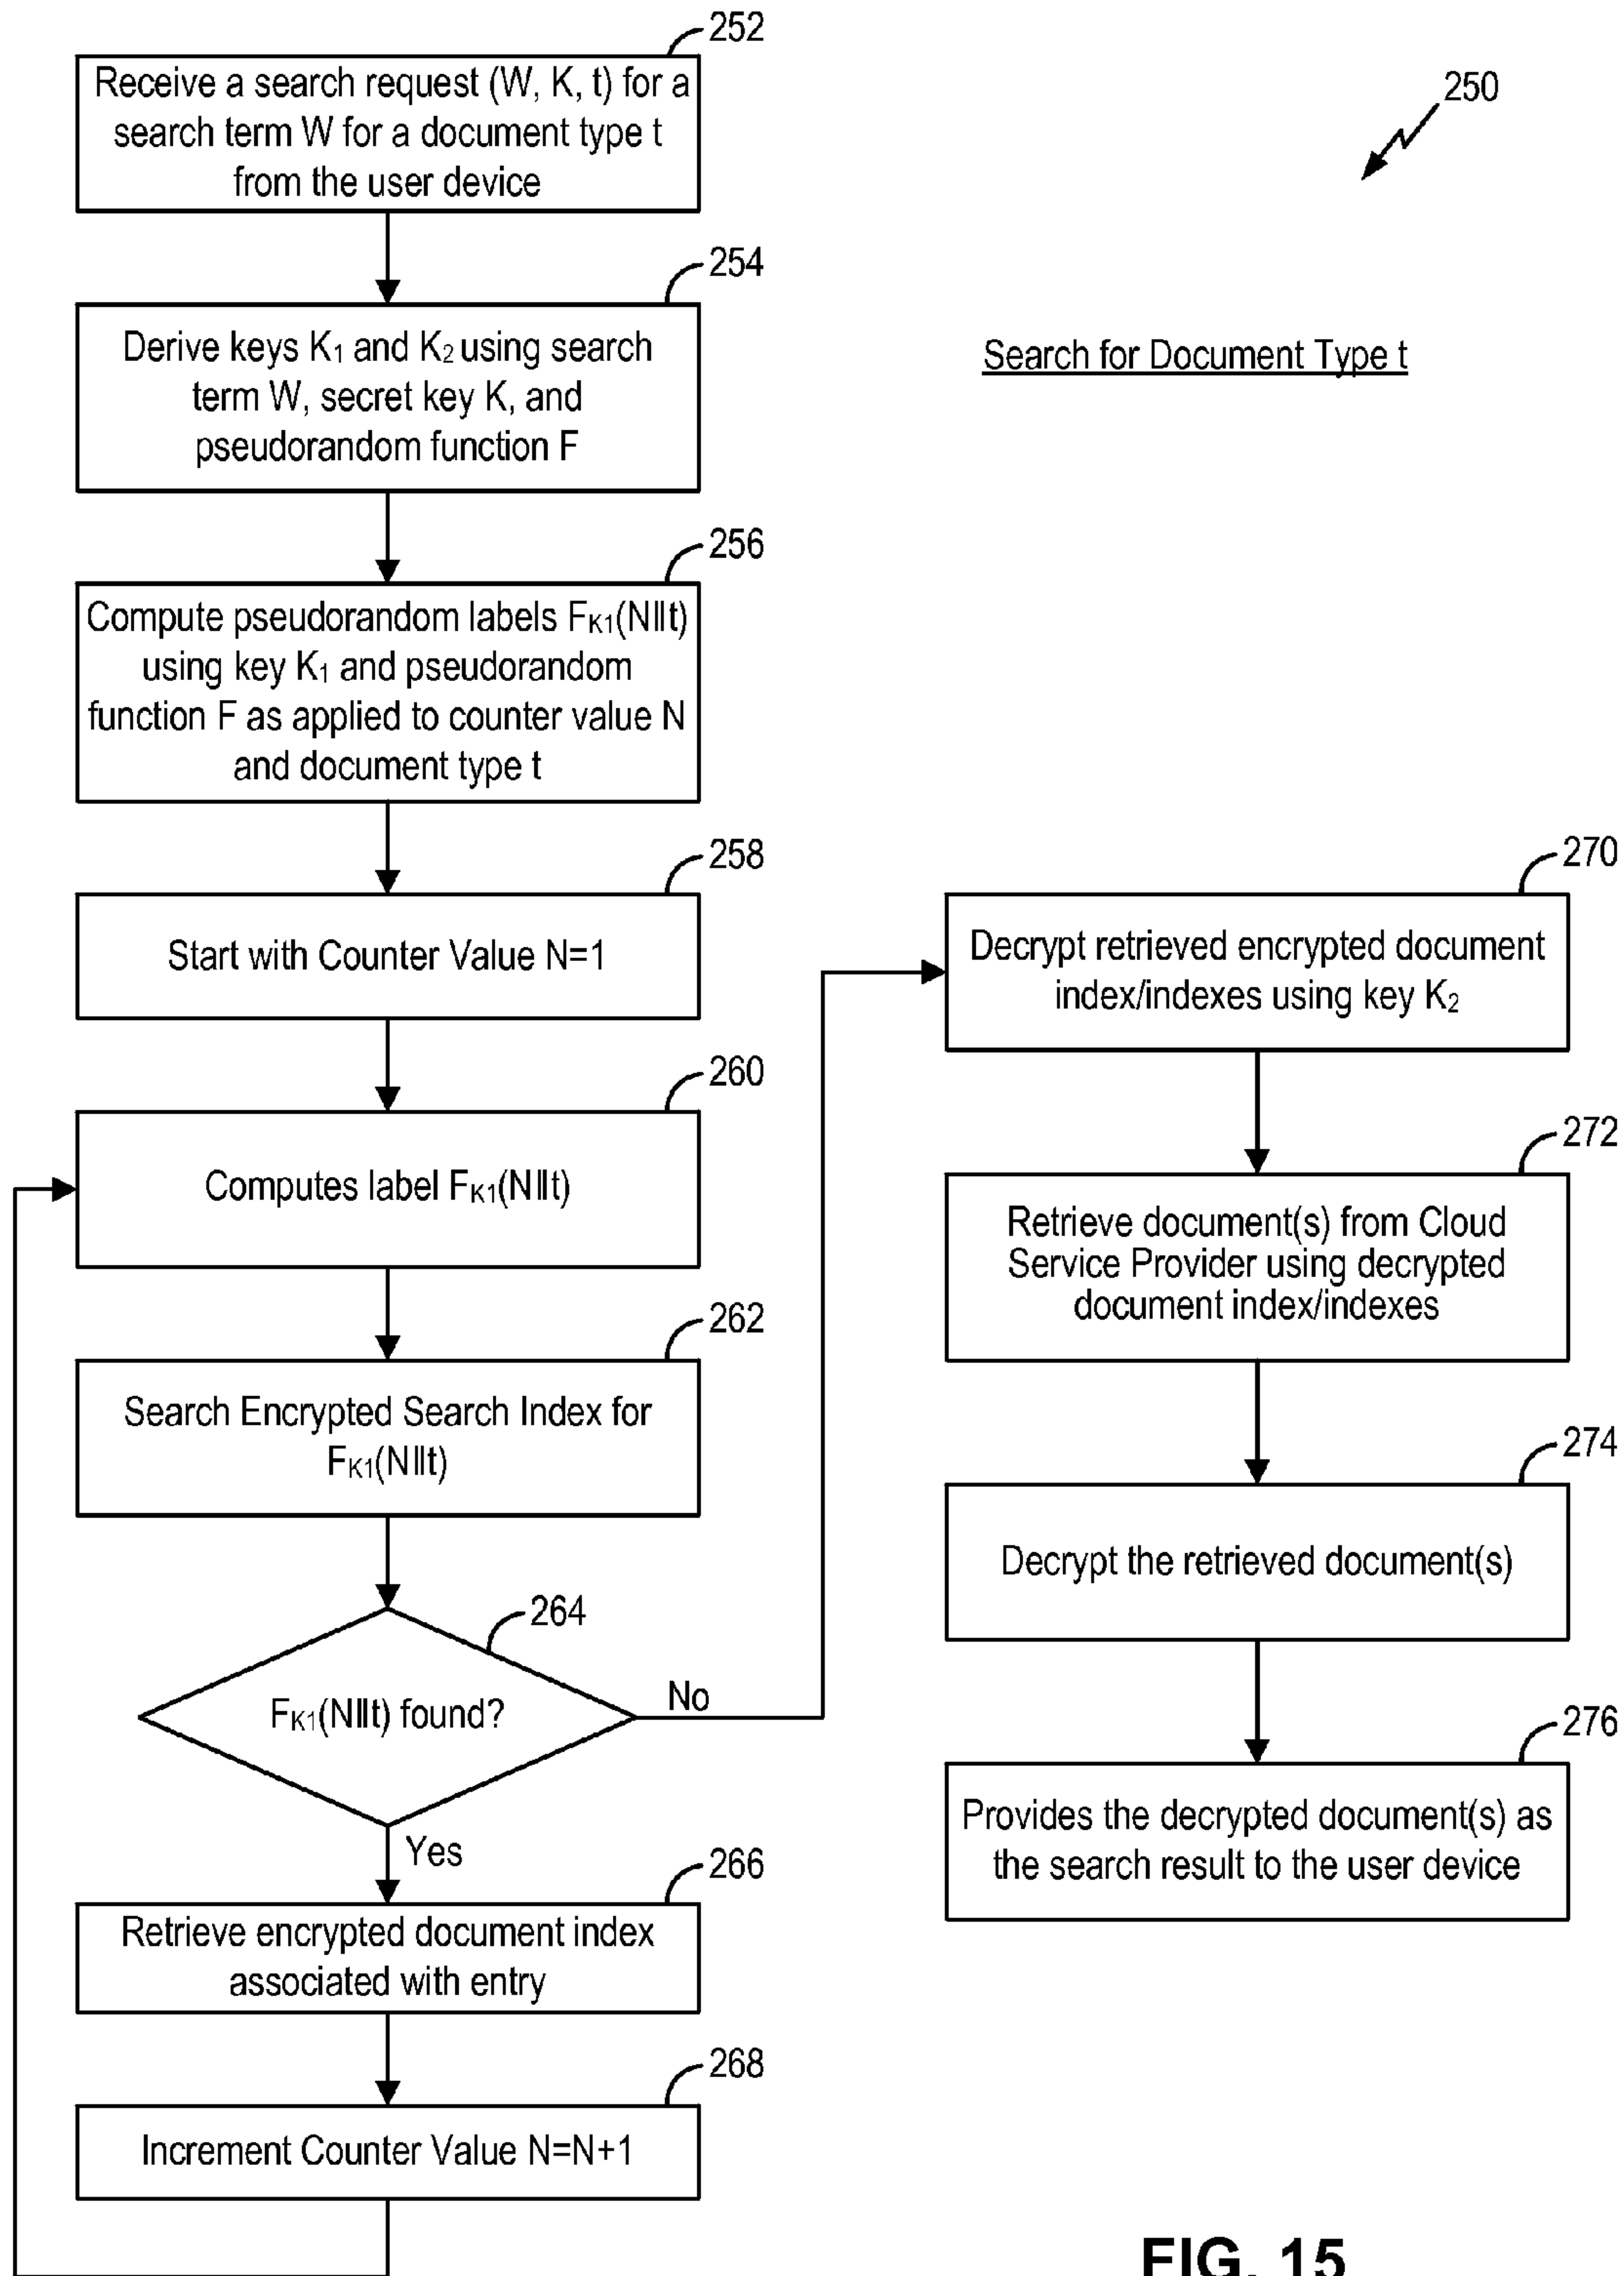 252
Receive a search request (W, K, t) for a
search term W for a document type t
from the user device
250
254
Derive keys K₁ and K₂ using search
term W, secret key K, and
pseudorandom function F
Search for Document Type t
256
Compute pseudorandom labels F_K1(N||t)
using key K₁ and pseudorandom
function F as applied to counter value N
and document type t
258
Start with Counter Value N=1
260
Computes label F_K1(N||t)
262
Search Encrypted Search Index for
F_K1(N||t)
264
F_K1(N||t) found?
No
Yes
266
Retrieve encrypted document index
associated with entry
268
Increment Counter Value N=N+1
270
Decrypt retrieved encrypted document
index/indexes using key K₂
272
Retrieve document(s) from Cloud
Service Provider using decrypted
document index/indexes
274
Decrypt the retrieved document(s)
276
Provides the decrypted document(s) as
the search result to the user device
FIG. 15